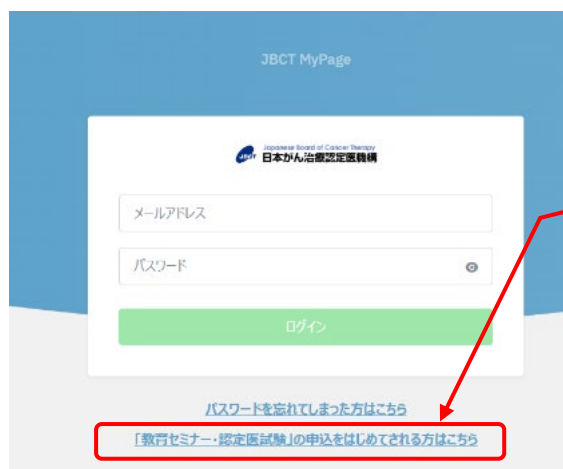 JBCT MyPage
JBCT
Japanese Board of Cancer Therapy
日本がん治療認定医機構
メールアドレス
パスワード
ログイン
パスワードを忘れてしまった方はこちら
「教育セミナー・認定医試験」の申込をはじめてされる方はこちら